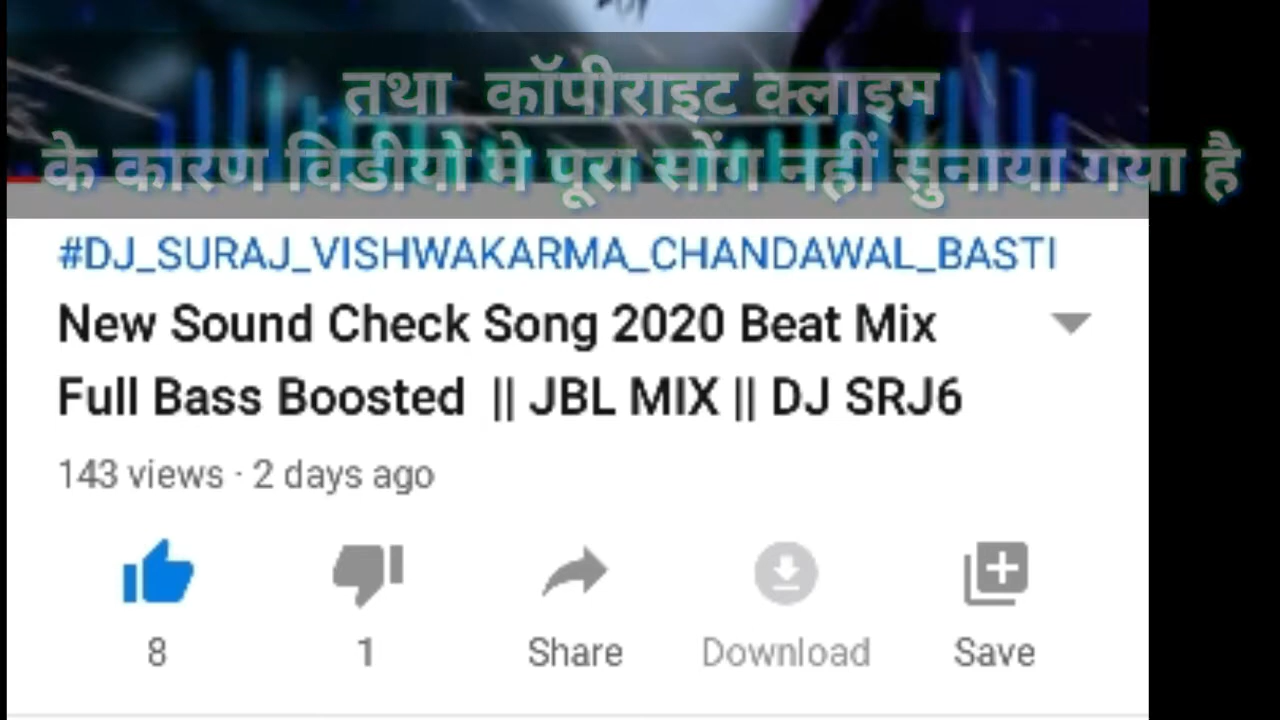 तथा कॉपीराइट क्लाइम
के कारण विडीयो मे पूरा सोंग नहीं सुनाया गया है
#DJ_SURAJ_VISHWAKARMA_CHANDAWAL_BASTI
New Sound Check Song 2020 Beat Mix
Full Bass Boosted || JBL MIX || DJ SRJ6
143 views · 2 days ago
8 1 Share Download Save